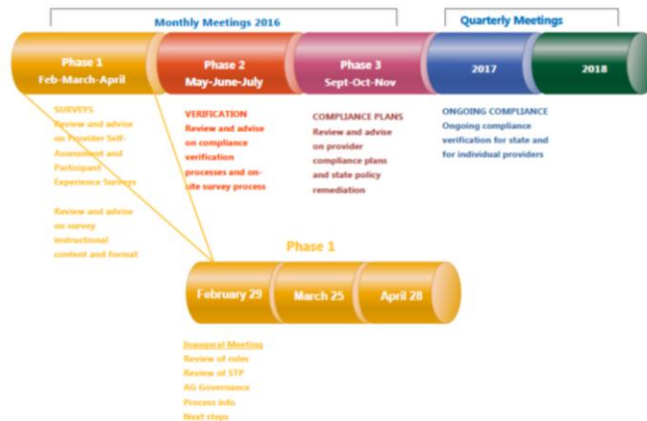 Monthly Meetings 2016
Quarterly Meetings
Phase 1
Feb-March-April
Phase 2
May-June-July
Phase 3
Sept-Oct-Nov
2017
2018
SURVEYS
Review and advise
on Provider Self-
Assessment and
Participant
Experience Surveys
Review and advise
on survey
instructional
content and format
VERIFICATION
Review and advise
on compliance
verification
processes and on-
site survey process
COMPLIANCE PLANS
Review and advise
on provider
compliance plans
and state policy
remediation
ONGOING COMPLIANCE
Ongoing compliance
verification for state and
for individual providers
Phase 1
February 29
March 25
April 28
Inaugural Meeting
Review of roles
Review of STP
AG Governance
Process info
Next steps